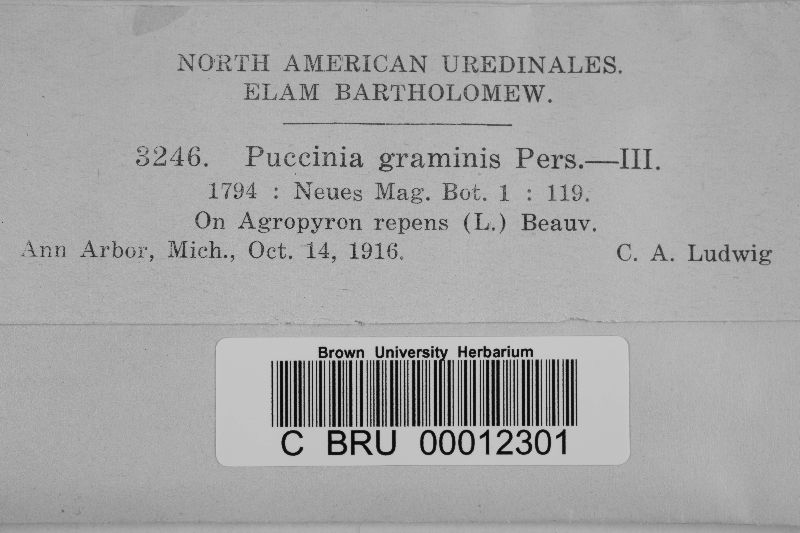 NORTH AMERICAN UREDINALES.
ELAM BARTHOLOMEW.
3246. Puccinia graminis Pers.—III.
1794 : Neues Mag. Bot. 1 : 119.
On Agropyron repens (L.) Beauv.
Ann Arbor, Mich., Oct. 14, 1916. C. A. Ludwig
Brown University Herbarium
C BRU 00012301